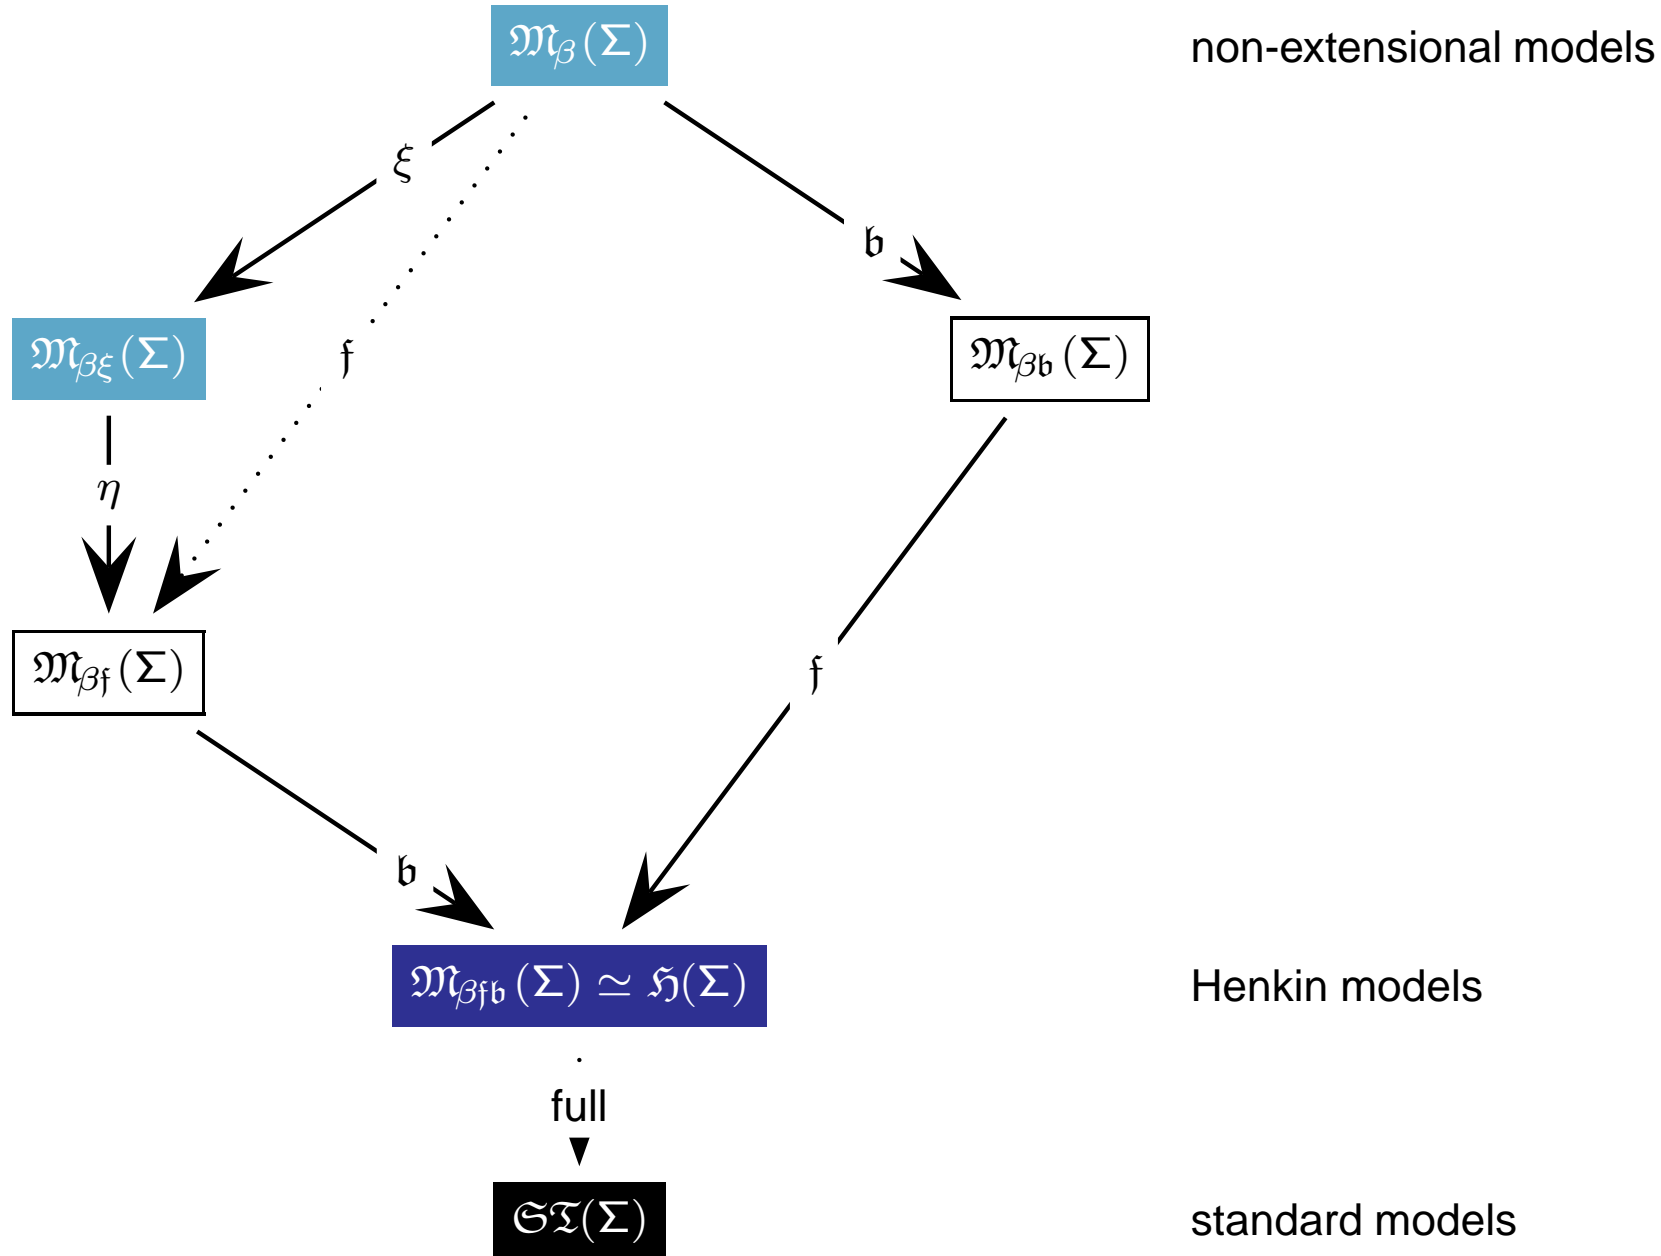 𝔐β(Σ)
non-extensional models
ξ
𝔟
𝔐βξ(Σ)
𝔣
𝔐β𝔟(Σ)
η
𝔐β𝔣(Σ)
𝔣
𝔟
𝔐β𝔣𝔟(Σ) ≃ ℌ(Σ)
Henkin models
full
𝔖𝔗(Σ)
standard models